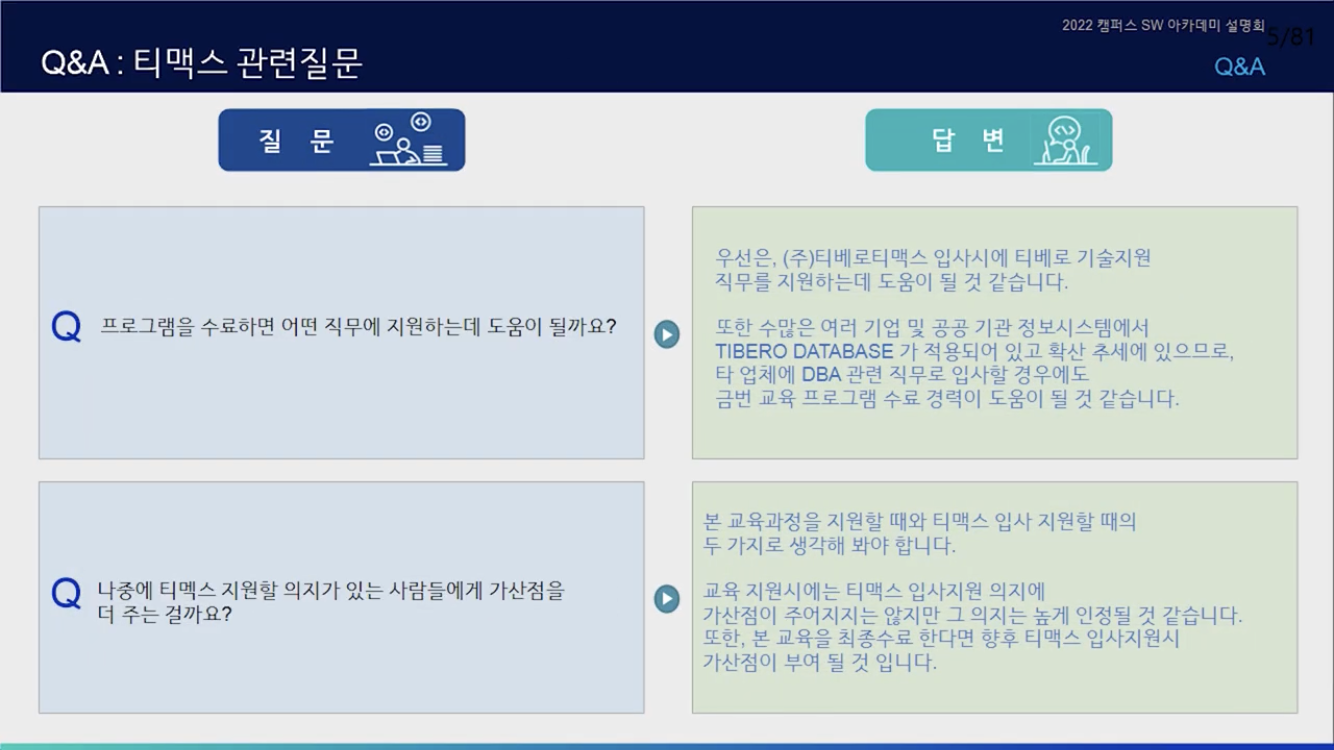 2022 캠퍼스 SW 아카데미 설명회
5/81
Q&A : 티맥스 관련질문
Q&A
질 문
답 변
Q 프로그램을 수료하면 어떤 직무에 지원하는데 도움이 될까요?
우선은, (주)티베로티맥스 입사시에 티베로 기술지원
직무를 지원하는데 도움이 될 것 같습니다.
또한 수많은 여러 기업 및 공공 기관 정보시스템에서
TIBERO DATABASE 가 적용되어 있고 확산 추세에 있으므로,
타 업체에 DBA 관련 직무로 입사할 경우에도
금번 교육 프로그램 수료 경력이 도움이 될 것 같습니다.
Q 나중에 티멕스 지원할 의지가 있는 사람들에게 가산점을
더 주는 걸까요?
본 교육과정을 지원할 때와 티맥스 입사 지원할 때의
두 가지로 생각해 봐야 합니다.
교육 지원시에는 티맥스 입사지원 의지에
가산점이 주어지지는 않지만 그 의지는 높게 인정될 것 같습니다.
또한, 본 교육을 최종수료 한다면 향후 티맥스 입사지원시
가산점이 부여 될 것 입니다.